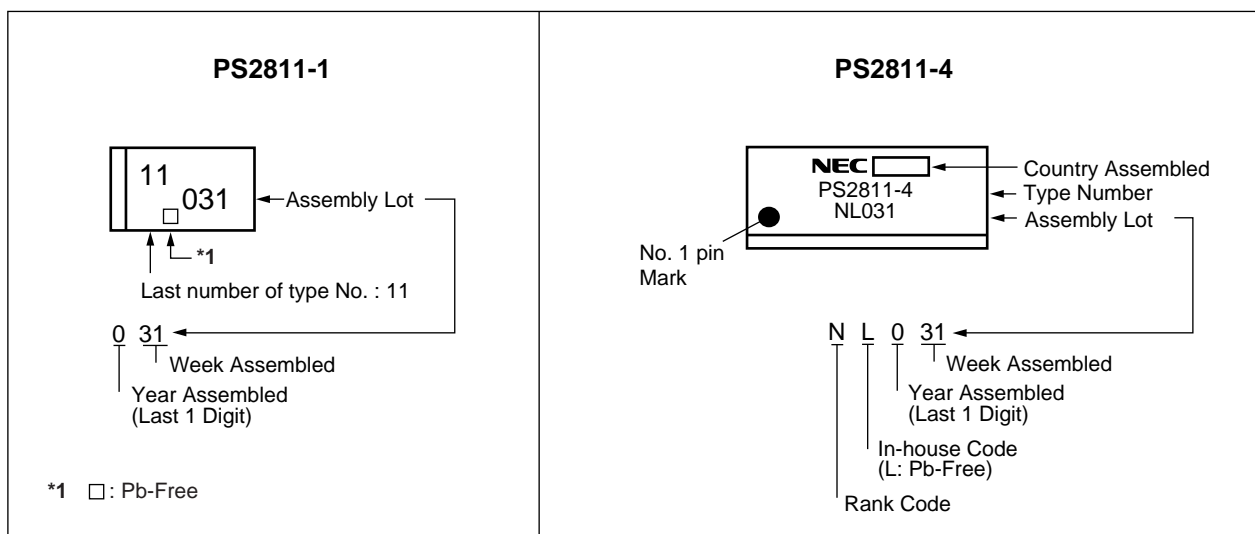 PS2811-1
11
031
Assembly Lot
*1
Last number of type No. : 11
0 31
Week Assembled
Year Assembled
(Last 1 Digit)
*1 □ : Pb-Free
PS2811-4
NEC
Country Assembled
PS2811-4
Type Number
NL031
Assembly Lot
No. 1 pin
Mark
N L 0 31
Week Assembled
Year Assembled
(Last 1 Digit)
In-house Code
(L: Pb-Free)
Rank Code